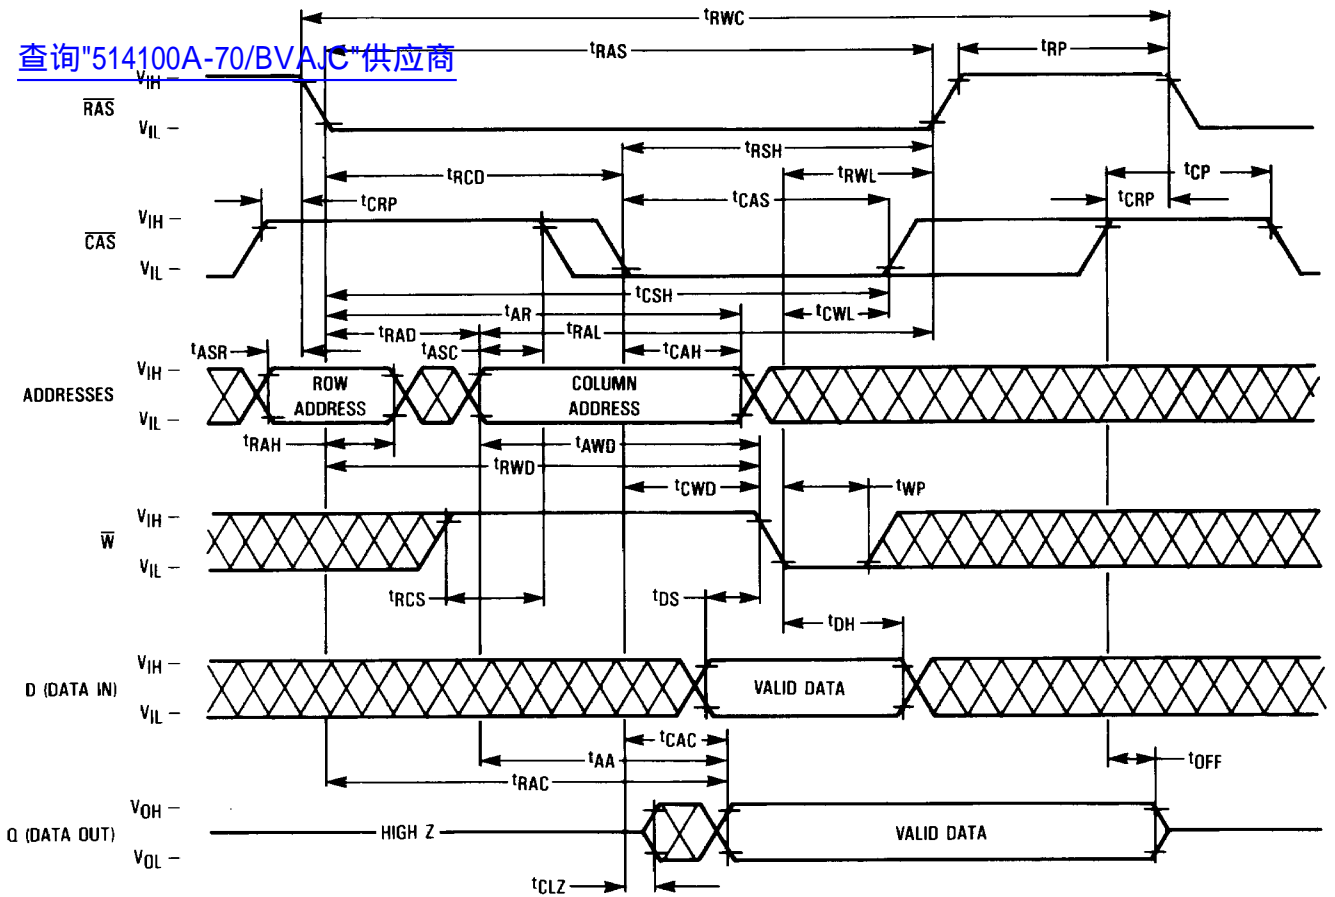 tRWC
查询"514100A-70/BVAJC"供应商
tRAS
tRP
VIH
RAS
VIL
tRSH
tRCD
tRWL
tCP
tCRP
tCAS
tCRP
VIH
CAS
VIL
tCSH
tAR
tCWL
tRAD
tRAL
tASR
tASC
tCAH
VIH
ADDRESSES
ROW ADDRESS
COLUMN ADDRESS
VIL
tRAH
tAWD
tRWD
tCWD
tWP
VIH
W
VIL
tRCS
tDS
tDH
VIH
D (DATA IN)
VALID DATA
VIL
tCAC
tAA
tOFF
tRAC
VOH
Q (DATA OUT)
HIGH Z
VALID DATA
VOL
tCLZ